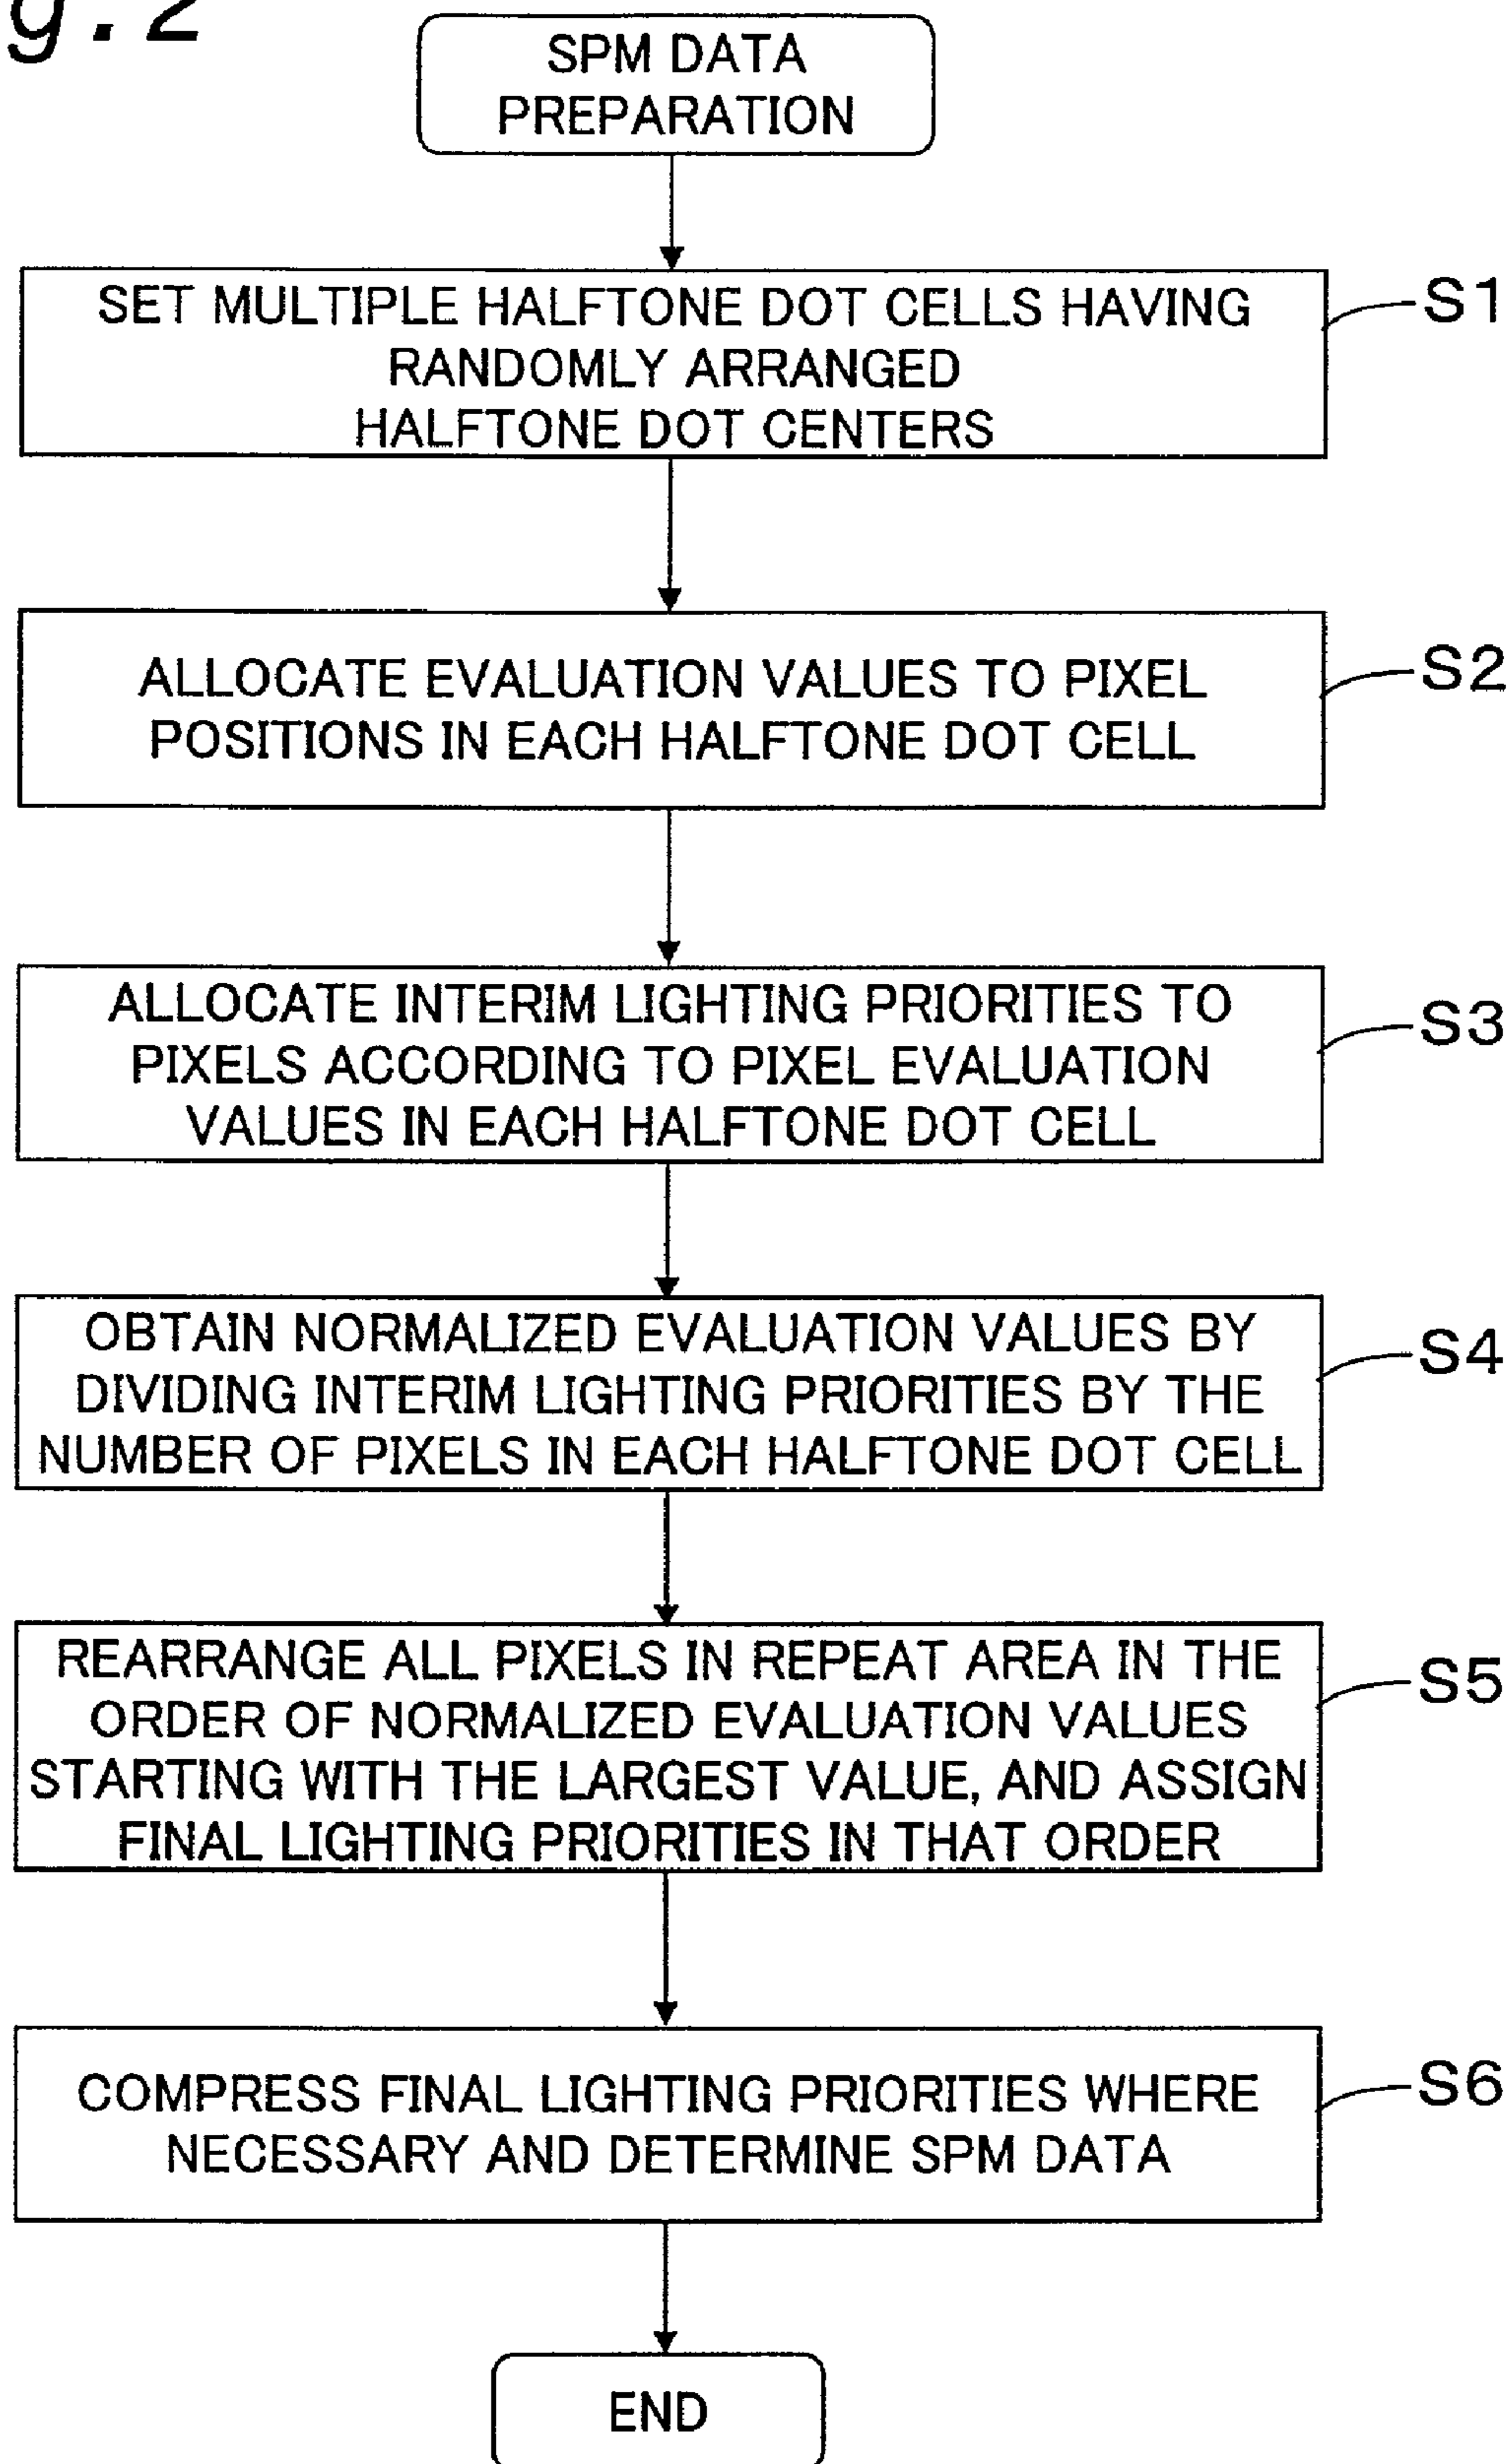 g.2
SPM DATA
PREPARATION
SET MULTIPLE HALFTONE DOT CELLS HAVING
RANDOMLY ARRANGED
HALFTONE DOT CENTERS
S1
ALLOCATE EVALUATION VALUES TO PIXEL
POSITIONS IN EACH HALFTONE DOT CELL
S2
ALLOCATE INTERIM LIGHTING PRIORITIES TO
PIXELS ACCORDING TO PIXEL EVALUATION
VALUES IN EACH HALFTONE DOT CELL
S3
OBTAIN NORMALIZED EVALUATION VALUES BY
DIVIDING INTERIM LIGHTING PRIORITIES BY THE
NUMBER OF PIXELS IN EACH HALFTONE DOT CELL
S4
REARRANGE ALL PIXELS IN REPEAT AREA IN THE
ORDER OF NORMALIZED EVALUATION VALUES
STARTING WITH THE LARGEST VALUE, AND ASSIGN
FINAL LIGHTING PRIORITIES IN THAT ORDER
S5
COMPRESS FINAL LIGHTING PRIORITIES WHERE
NECESSARY AND DETERMINE SPM DATA
S6
END